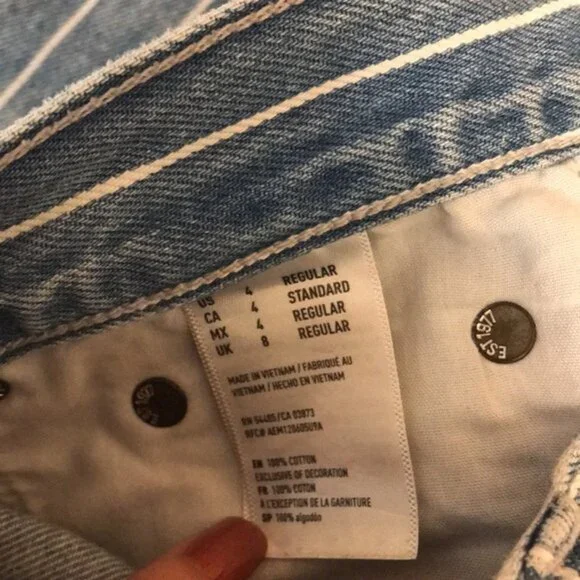 US 4 REGULAR
CA 4 STANDARD
MX 4 REGULAR
UK 8 REGULAR
MADE IN VIETNAM / FABRIQUÉ AU
VIETNAM / HECHO EN VIETNAM
RN 54485/CA 03873
RFC# AEM120605U9A
EN 100% COTTON
EXCLUSIVE OF DECORATION
FR 100% COTON
À L'EXCEPTION DE LA GARNITURE
SP 100% algodón
EST. 1977